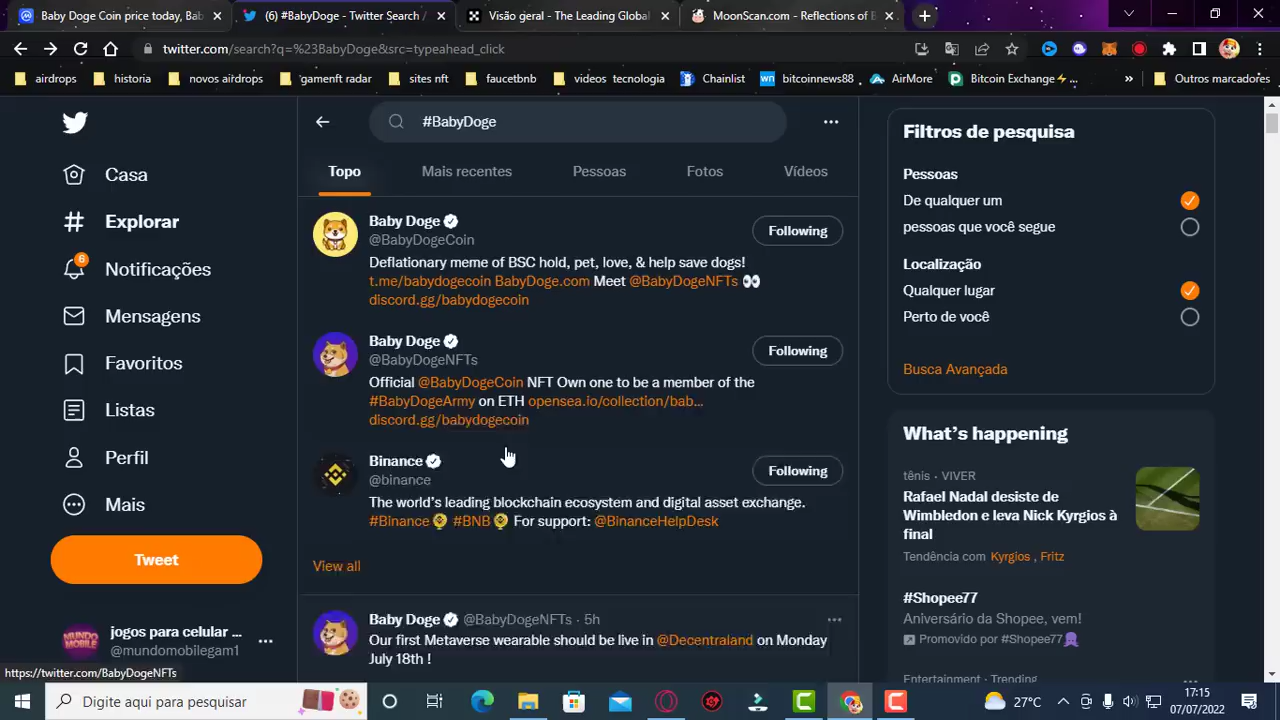 Baby Doge Coin price today, Bab
(6) #BabyDoge - Twitter Search /
Visão geral - The Leading Global
MoonScan.com - Reflections of B
twitter.com/search?q=%23BabyDoge&src=typeahead_click
airdrops
historia
novos airdrops
gamenft radar
sites nft
faucetbnb
videos tecnologia
Chainlist
bitcoinnews88
AirMore
Bitcoin Exchange⚡...
»
Outros marcadores
Casa
Explorar
6
Notificações
Mensagens
Favoritos
Listas
Perfil
Mais
Tweet
jogos para celular ...
@mundomobilegam1
#BabyDoge
Topo
Mais recentes
Pessoas
Fotos
Vídeos
Baby Doge
@BabyDogeCoin
Following
Deflationary meme of BSC hold, pet, love, & help save dogs!
t.me/babydogecoin BabyDoge.com Meet @BabyDogeNFTs 👀
discord.gg/babydogecoin
Baby Doge
@BabyDogeNFTs
Following
Official @BabyDogeCoin NFT Own one to be a member of the
#BabyDogeArmy on ETH opensea.io/collection/bab...
discord.gg/babydogecoin
Binance
@binance
Following
The world's leading blockchain ecosystem and digital asset exchange.
#Binance #BNB For support: @BinanceHelpDesk
View all
Baby Doge @BabyDogeNFTs · 5h
Our first Metaverse wearable should be live in @Decentraland on Monday
July 18th !
Filtros de pesquisa
Pessoas
De qualquer um
pessoas que você segue
Localização
Qualquer lugar
Perto de você
Busca Avançada
What's happening
tênis · VIVER
Rafael Nadal desiste de
Wimbledon e leva Nick Kyrgios à
final
Tendência com Kyrgios , Fritz
#Shopee77
Aniversário da Shopee, vem!
Promovido por #Shopee77
Entertainment · Trending
https://twitter.com/BabyDogeNFTs
Digite aqui para pesquisar
27°C
17:15
07/07/2022